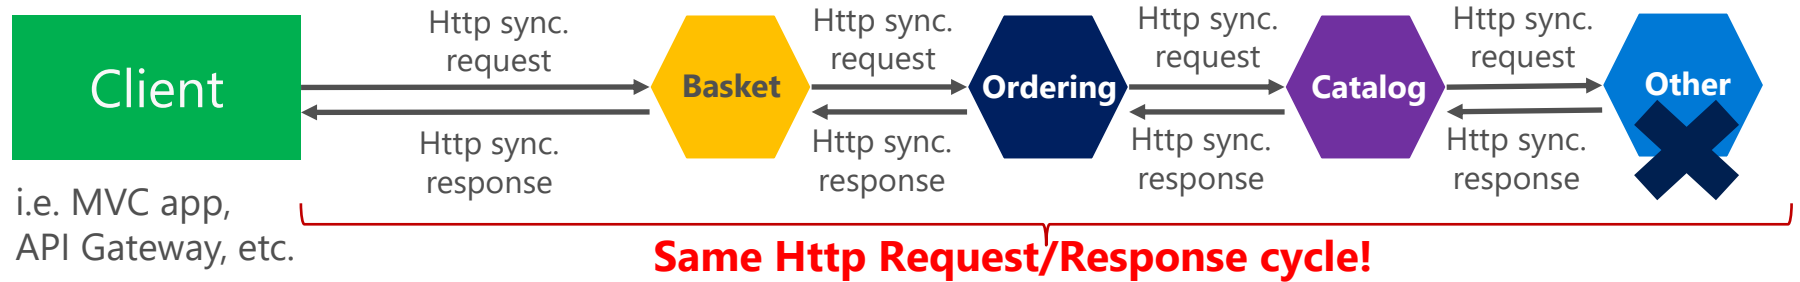 Client
i.e. MVC app,
API Gateway, etc.
Http sync.
request
Http sync.
response
Basket
Http sync.
request
Http sync.
response
Ordering
Http sync.
request
Http sync.
response
Catalog
Http sync.
request
Http sync.
response
Other
Same Http Request/Response cycle!